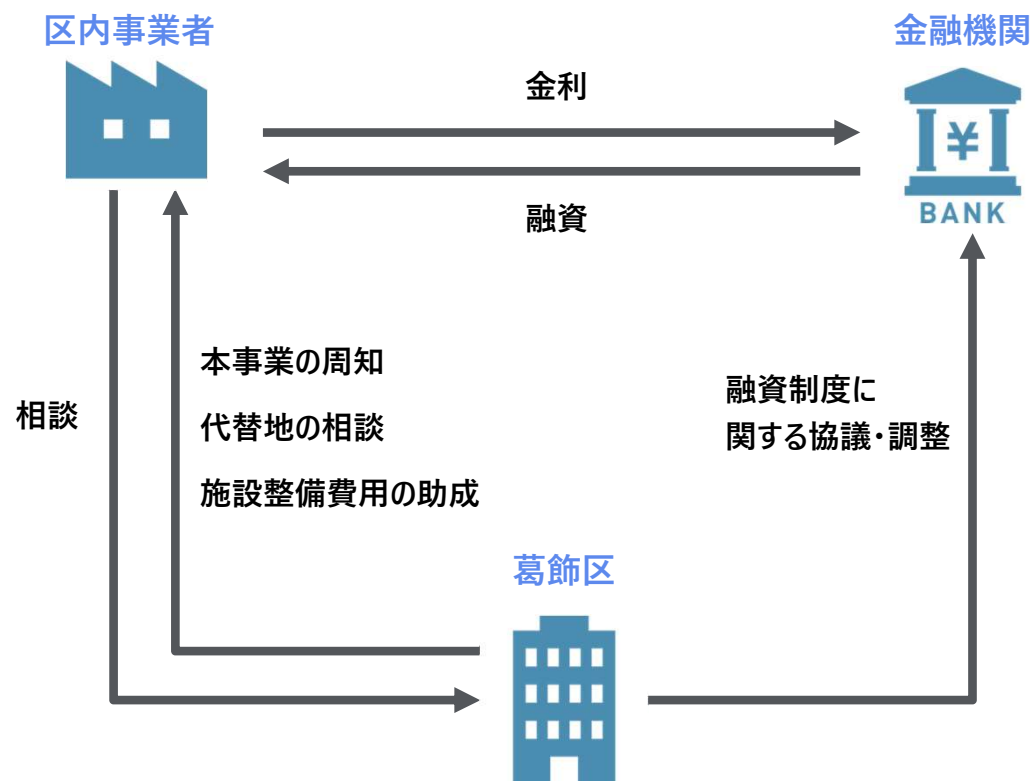 区内事業者
金融機関
金利
¥
BANK
融資
本事業の周知
代替地の相談
施設整備費用の助成
相談
融資制度に
関する協議・調整
葛飾区